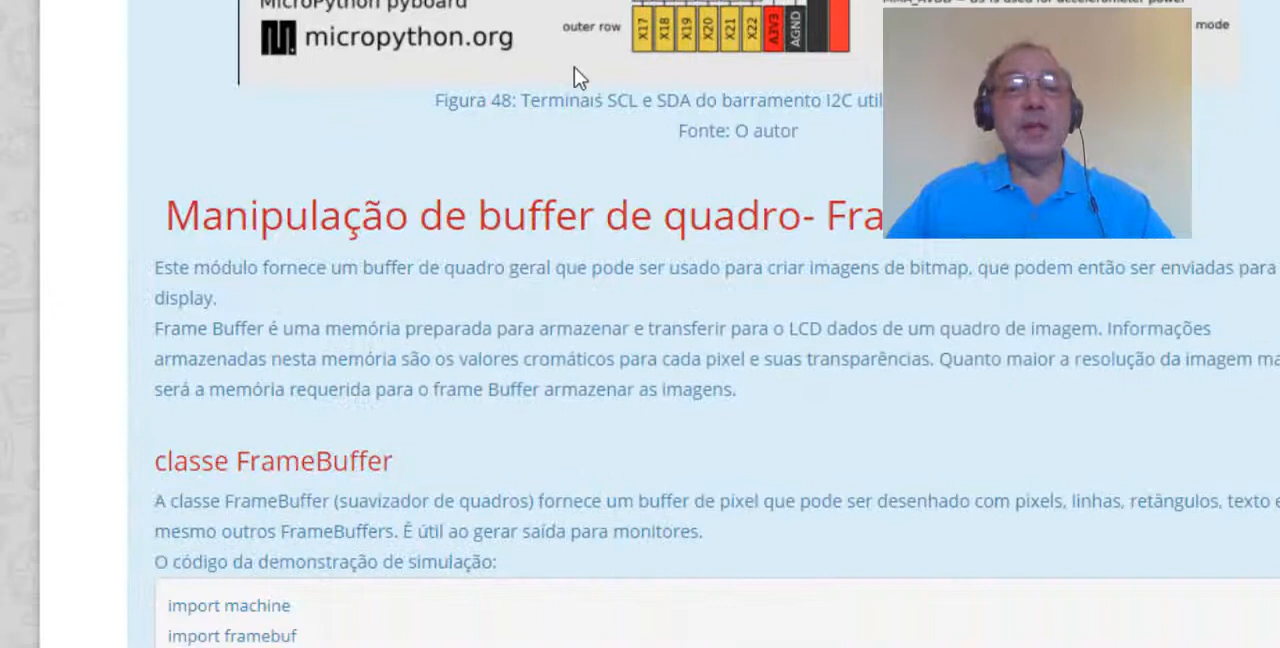 MicroPython pyboard
micropython.org
outer row
X17
X18
X19
X20
X21
X22
A3V3
AGND
mode
Figura 48: Terminais SCL e SDA do barramento I2C util
Fonte: O autor
Manipulação de buffer de quadro- Fra
Este módulo fornece um buffer de quadro geral que pode ser usado para criar imagens de bitmap, que podem então ser enviadas para
display.
Frame Buffer é uma memória preparada para armazenar e transferir para o LCD dados de um quadro de imagem. Informações
armazenadas nesta memória são os valores cromáticos para cada pixel e suas transparências. Quanto maior a resolução da imagem ma
será a memória requerida para o frame Buffer armazenar as imagens.
classe FrameBuffer
A classe FrameBuffer (suavizador de quadros) fornece um buffer de pixel que pode ser desenhado com pixels, linhas, retângulos, texto e
mesmo outros FrameBuffers. Ê útil ao gerar saída para monitores.
O código da demonstração de simulação:
import machine
import framebuf